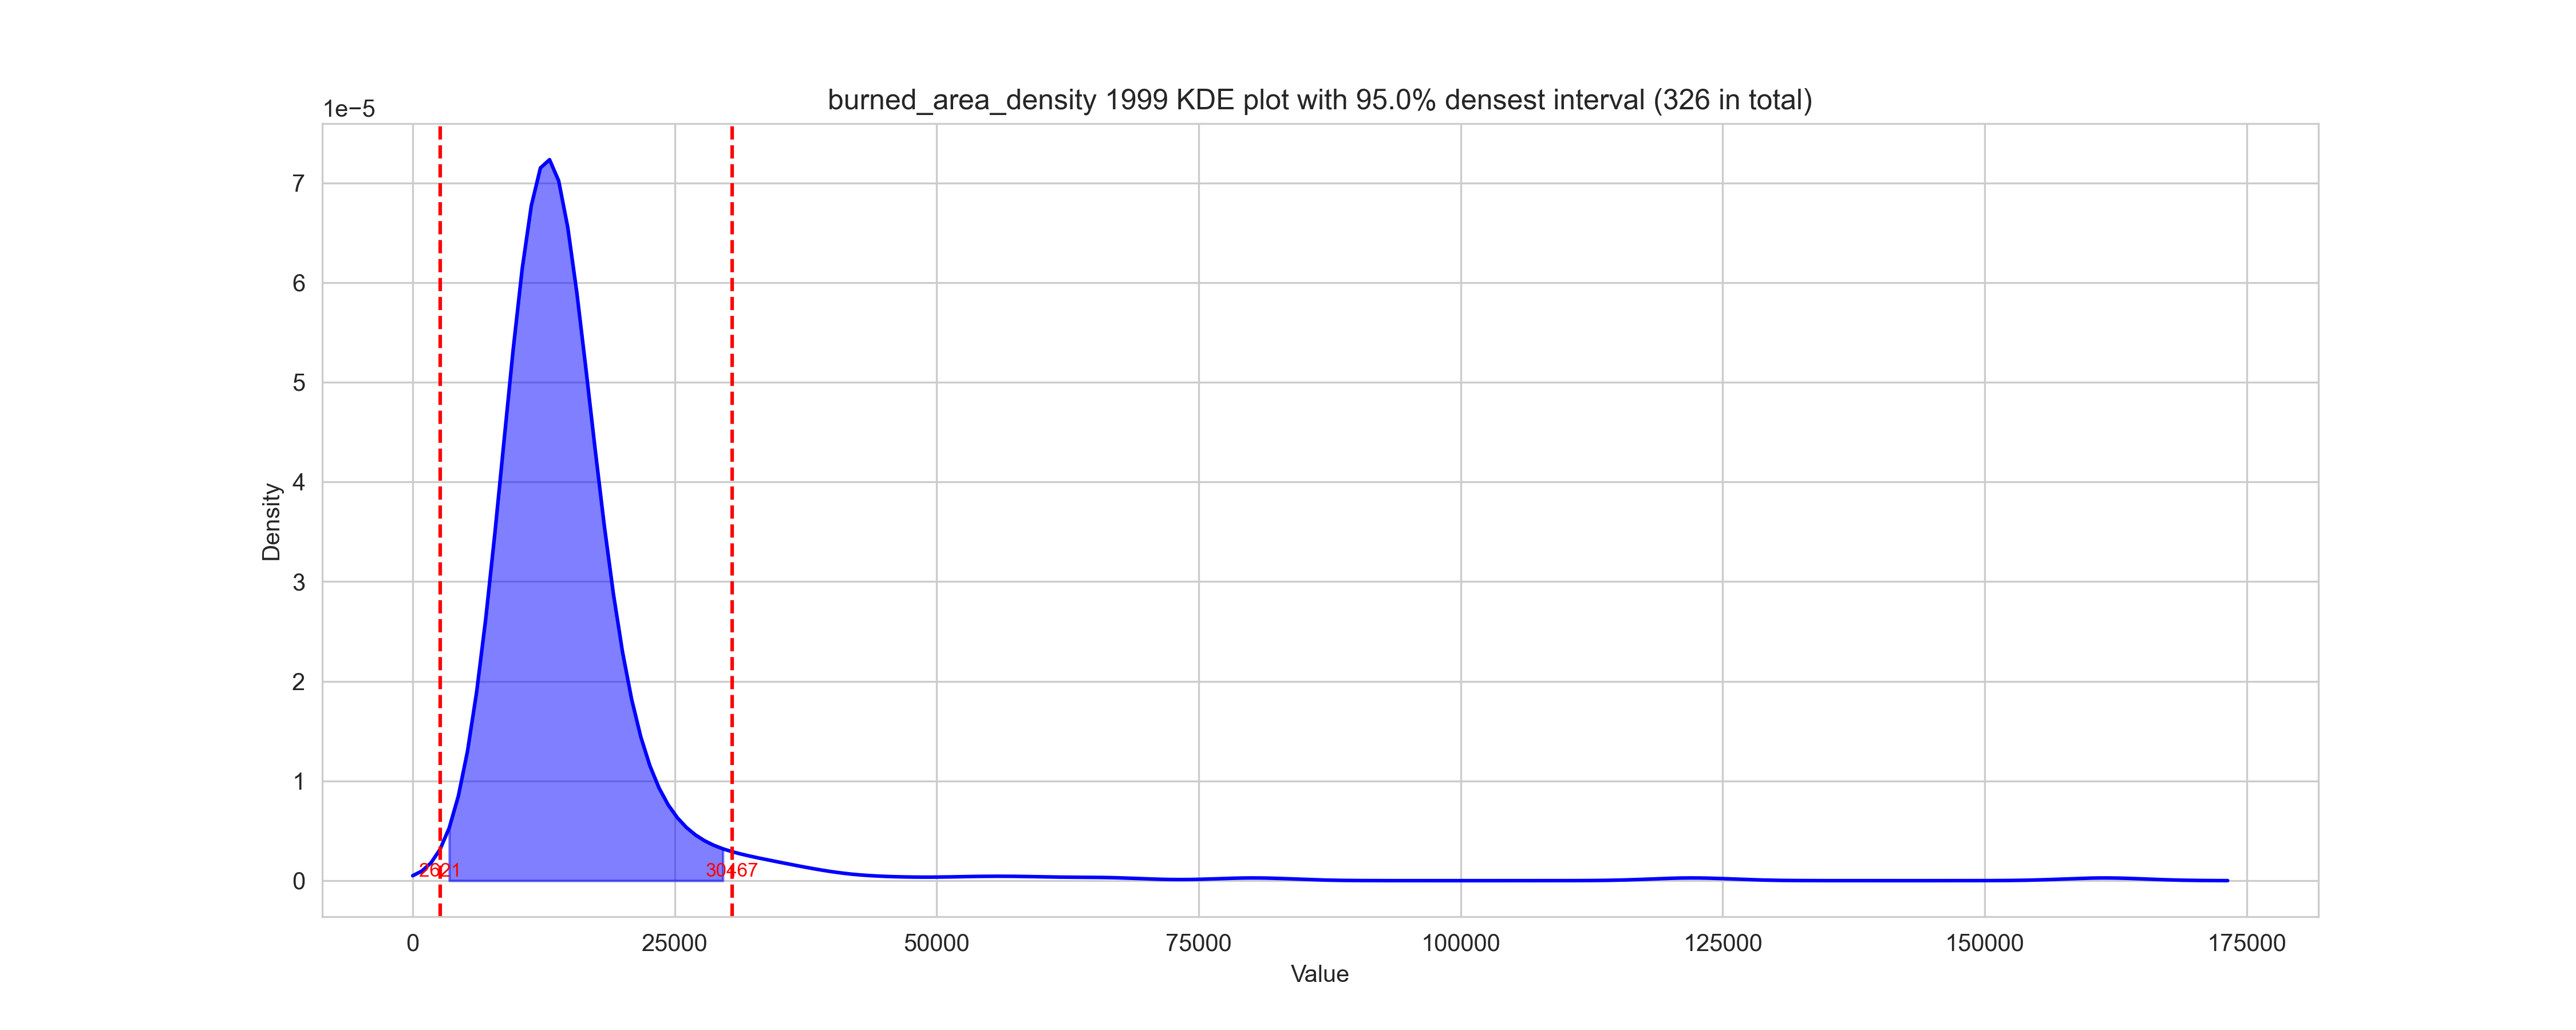 burned_area_density 1999 KDE plot with 95.0% densest interval (326 in total)
1e−5
7
6
5
4
3
2
1
0
Density
2621
30467
0 25000 50000 75000 100000 125000 150000 175000
Value